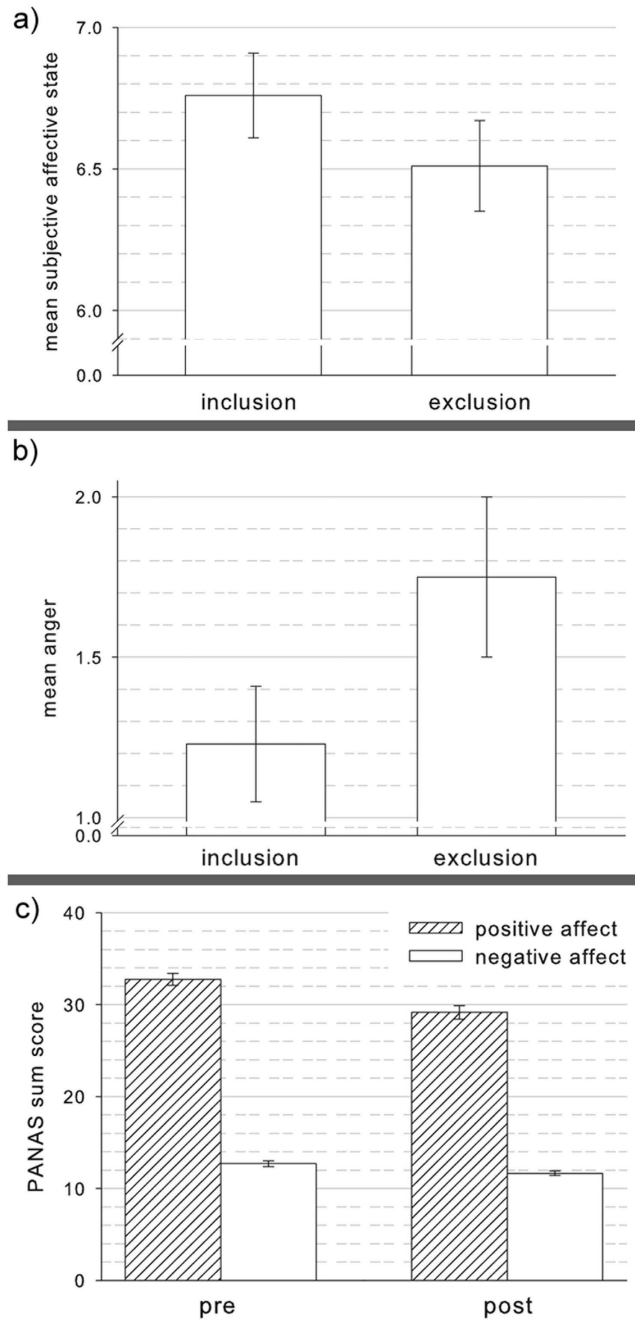 a)
mean subjective affective state
7.0
6.5
6.0
0.0
inclusion exclusion
b)
mean anger
2.0
1.5
1.0
0.0
inclusion exclusion
c)
PANAS sum score
40
30
20
10
0
positive affect
negative affect
pre post